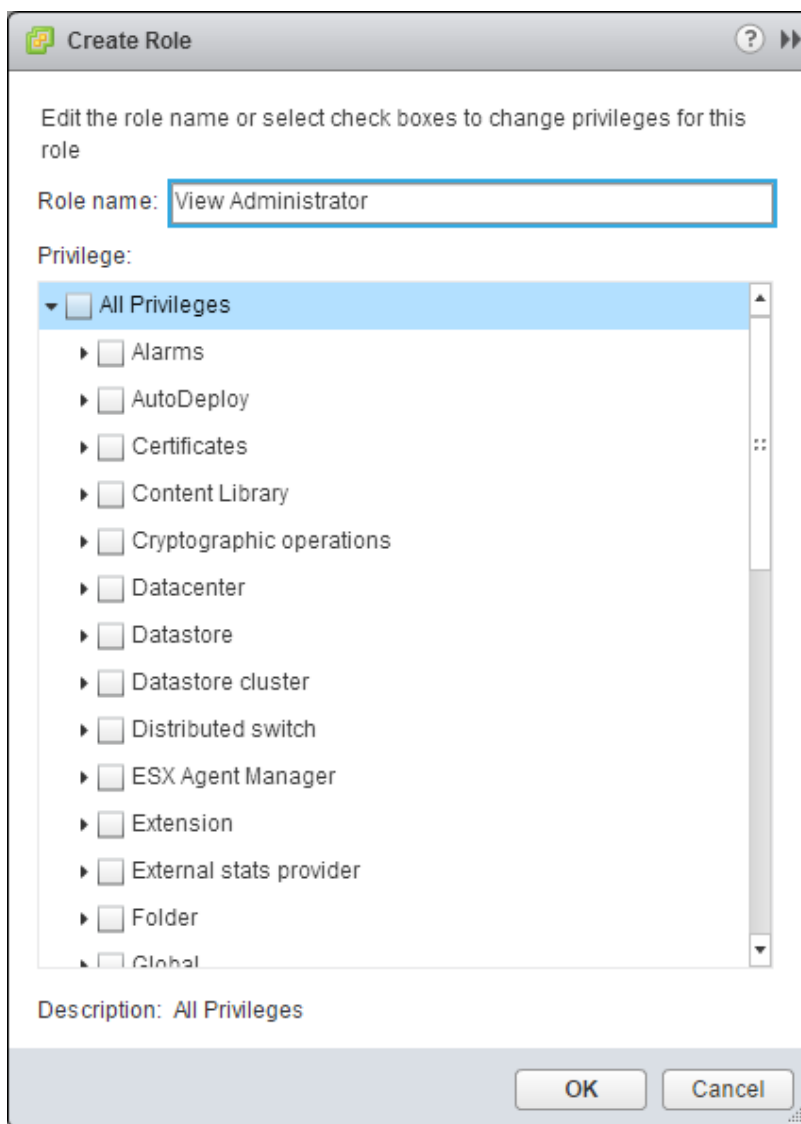 Create Role
?
Edit the role name or select check boxes to change privileges for this
role
Role name: View Administrator
Privilege:
All Privileges
Alarms
AutoDeploy
Certificates
Content Library
Cryptographic operations
Datacenter
Datastore
Datastore cluster
Distributed switch
ESX Agent Manager
Extension
External stats provider
Folder
Global
Description: All Privileges
OK Cancel